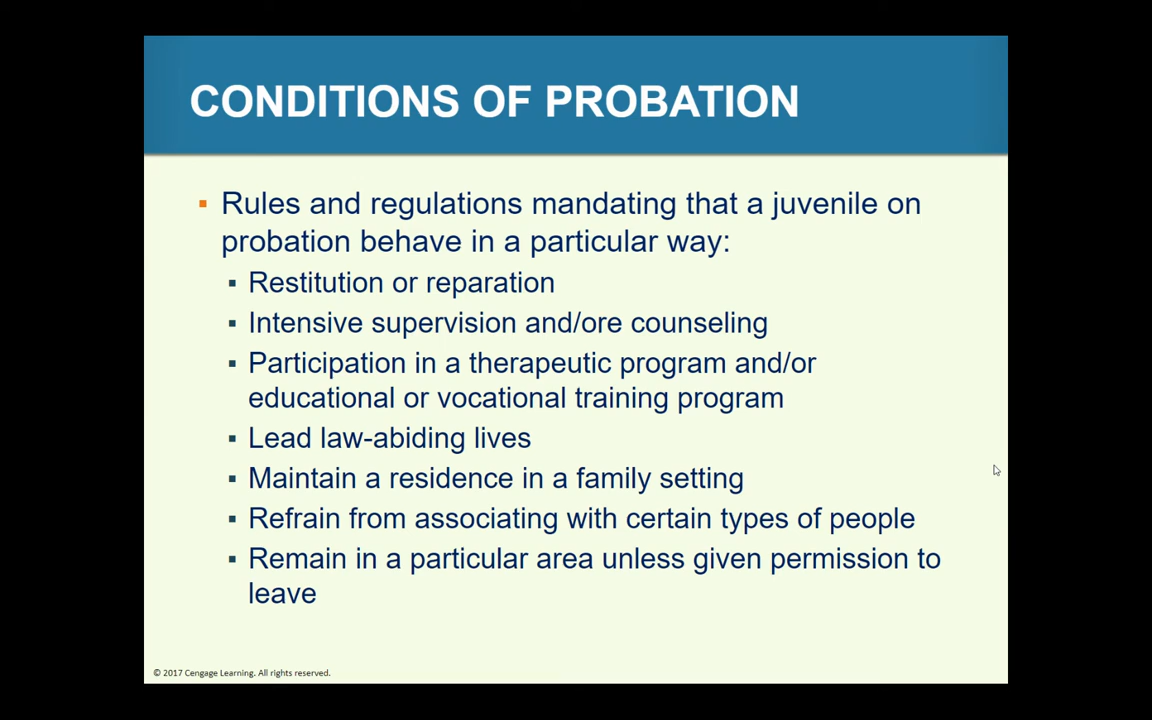 CONDITIONS OF PROBATION
▪ Rules and regulations mandating that a juvenile on
probation behave in a particular way:
▪ Restitution or reparation
▪ Intensive supervision and/ore counseling
▪ Participation in a therapeutic program and/or
educational or vocational training program
▪ Lead law-abiding lives
▪ Maintain a residence in a family setting
▪ Refrain from associating with certain types of people
▪ Remain in a particular area unless given permission to
leave
© 2017 Cengage Learning. All rights reserved.